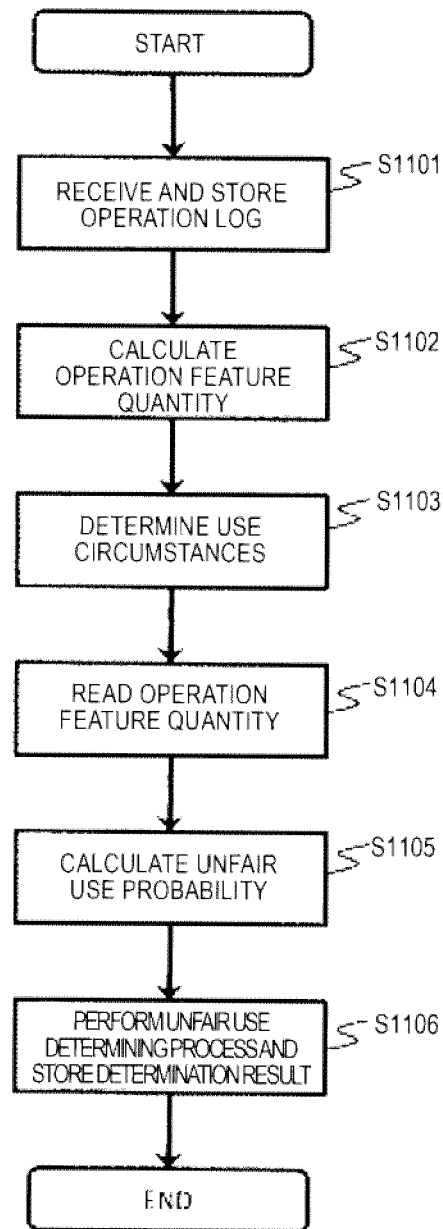 START
S1101
RECEIVE AND STORE
OPERATION LOG
S1102
CALCULATE
OPERATION FEATURE
QUANTITY
S1103
DETERMINE USE
CIRCUMSTANCES
S1104
READ OPERATION
FEATURE QUANTITY
S1105
CALCULATE UNFAIR
USE PROBABILITY
S1106
PERFORM UNFAIR USE
DETERMINING PROCESS AND
STORE DETERMINATION RESULT
END